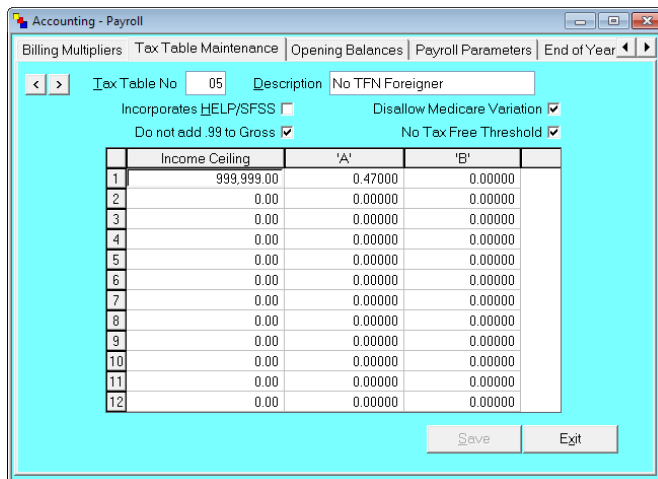 Accounting - Payroll
Billing Multipliers Tax Table Maintenance Opening Balances Payroll Parameters End of Year
< > Tax Table No 05 Description No TFN Foreigner
Incorporates HELP/SFSS Disallow Medicare Variation
Do not add .99 to Gross No Tax Free Threshold
Income Ceiling 'A' 'B'
1 999,999.00 0.47000 0.00000
2 0.00 0.00000 0.00000
3 0.00 0.00000 0.00000
4 0.00 0.00000 0.00000
5 0.00 0.00000 0.00000
6 0.00 0.00000 0.00000
7 0.00 0.00000 0.00000
8 0.00 0.00000 0.00000
9 0.00 0.00000 0.00000
10 0.00 0.00000 0.00000
11 0.00 0.00000 0.00000
12 0.00 0.00000 0.00000
Save Exit